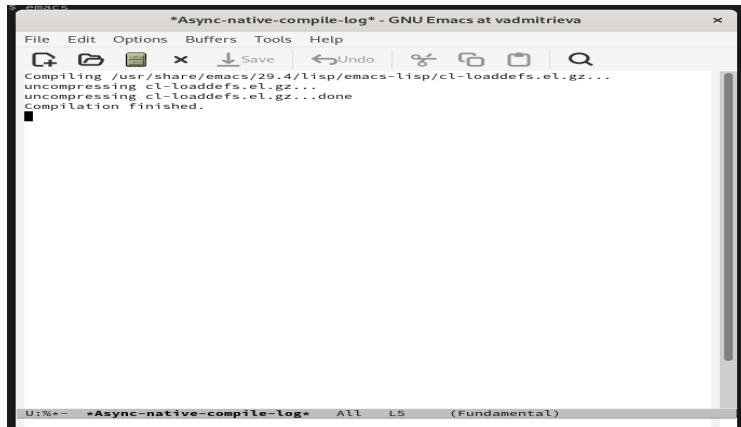 $ emacs
*Async-native-compile-log* - GNU Emacs at vadmitrieva
File Edit Options Buffers Tools Help
Save Undo
Compiling /usr/share/emacs/29.4/lisp/emacs-lisp/cl-loaddefs.el.gz...
uncompressing cl-loaddefs.el.gz...
uncompressing cl-loaddefs.el.gz...done
Compilation finished.
U:%*- *Async-native-compile-log* All L5 (Fundamental)